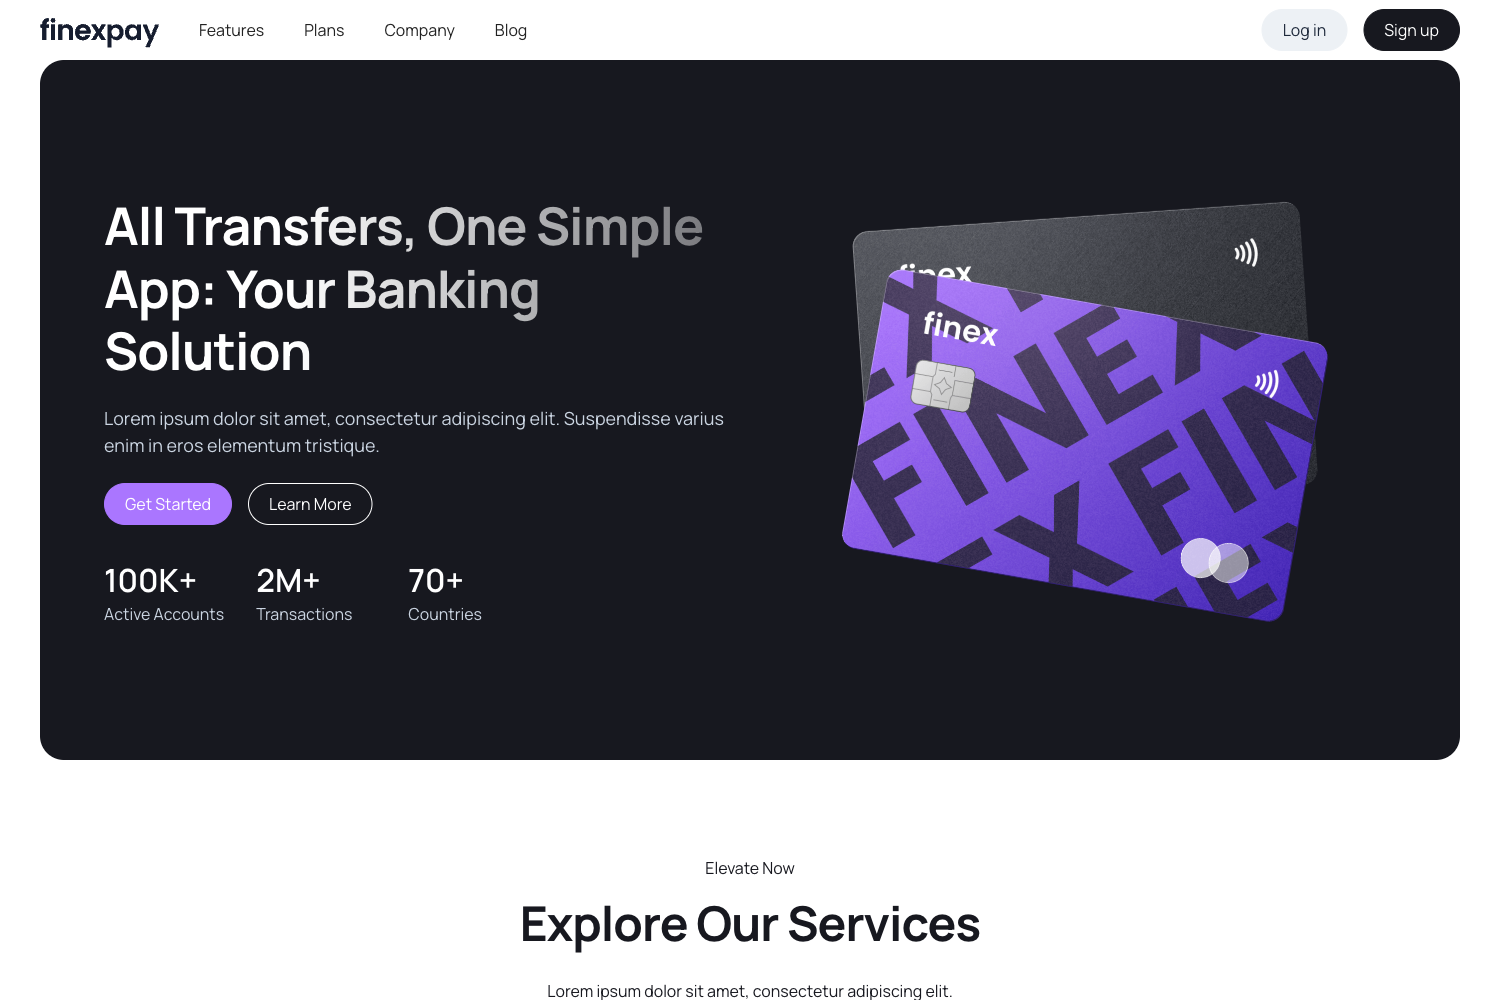 finexpay
Features
Plans
Company
Blog
Log in
Sign up
All Transfers, One Simple
App: Your Banking
Solution
Lorem ipsum dolor sit amet, consectetur adipiscing elit. Suspendisse varius
enim in eros elementum tristique.
Get Started
Learn More
100K+
Active Accounts
2M+
Transactions
70+
Countries
finex
finex
FINEX
FIN
Elevate Now
Explore Our Services
Lorem ipsum dolor sit amet, consectetur adipiscing elit.